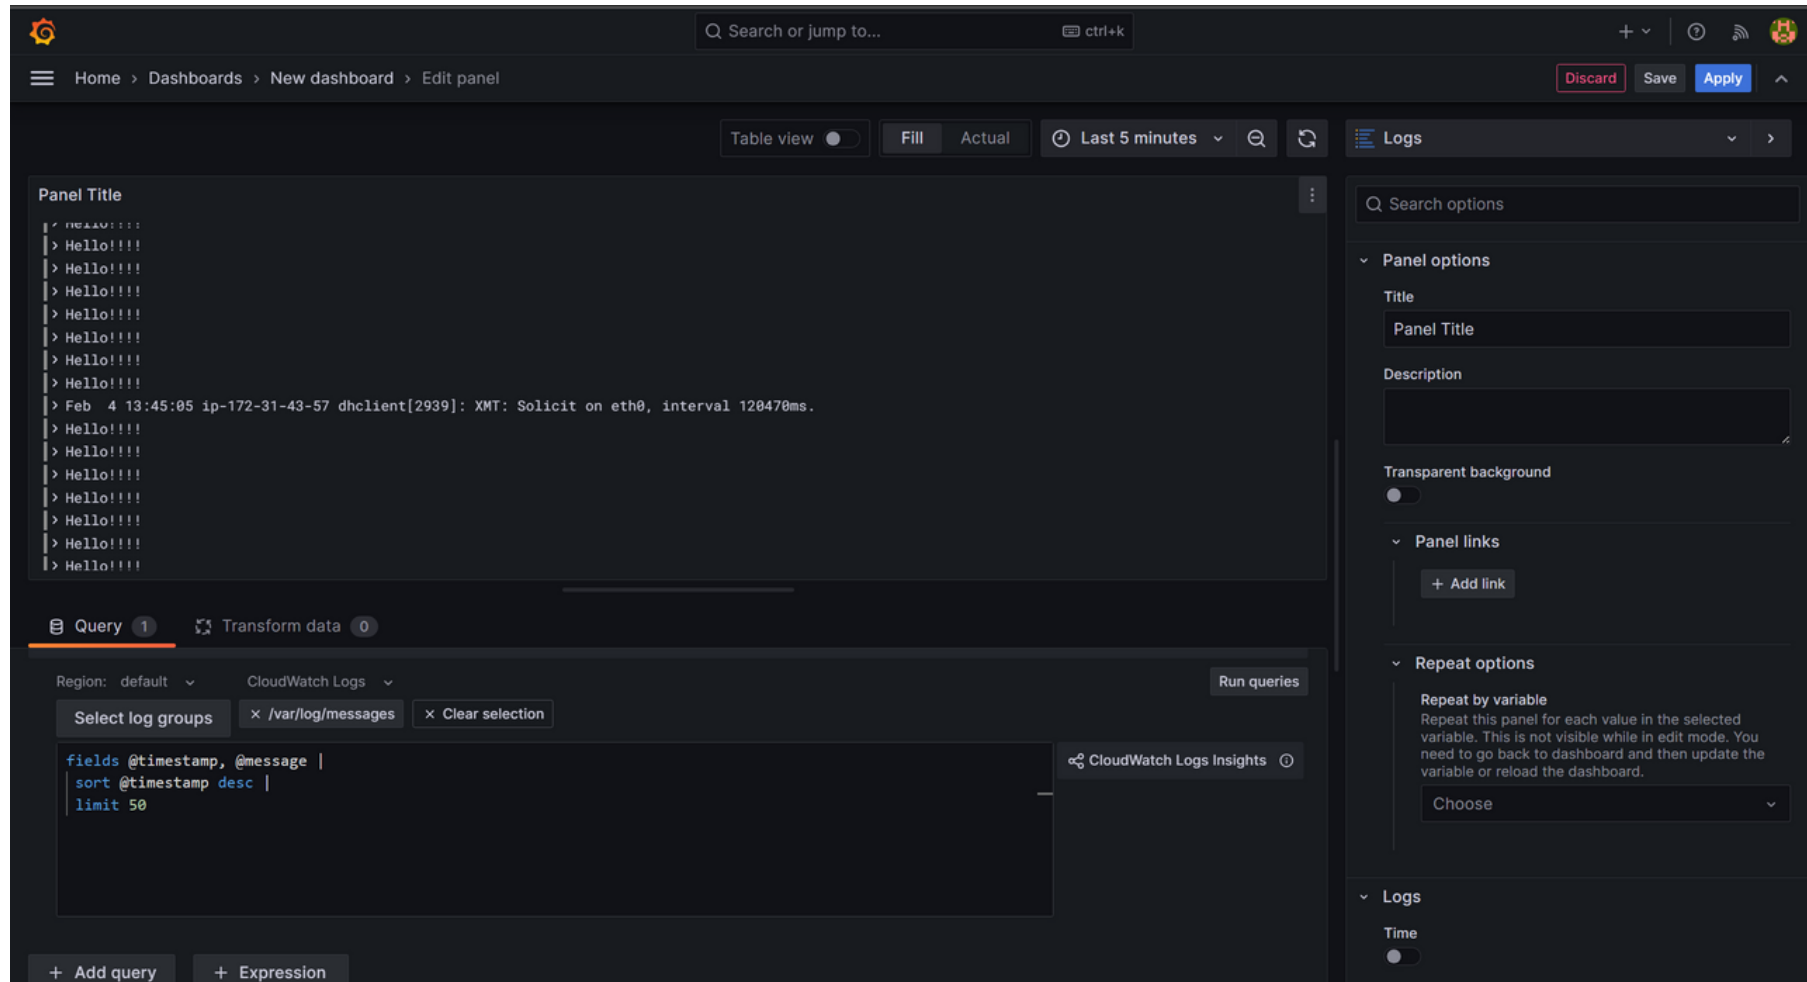 Search or jump to...
ctrl+k
Home › Dashboards › New dashboard › Edit panel
Discard
Save
Apply
Table view
Fill
Actual
Last 5 minutes
Logs
Panel Title
> Hello!!!!
> Hello!!!!
> Hello!!!!
> Hello!!!!
> Hello!!!!
> Hello!!!!
> Hello!!!!
> Hello!!!!
> Feb  4 13:45:05 ip-172-31-43-57 dhclient[2939]: XMT: Solicit on eth0, interval 120470ms.
> Hello!!!!
> Hello!!!!
> Hello!!!!
> Hello!!!!
> Hello!!!!
> Hello!!!!
> Hello!!!!
Query 1
Transform data 0
Region: default
CloudWatch Logs
Run queries
Select log groups
× /var/log/messages
× Clear selection
fields @timestamp, @message |
sort @timestamp desc |
limit 50
CloudWatch Logs Insights
+ Add query
+ Expression
Search options
Panel options
Title
Panel Title
Description
Transparent background
Panel links
+ Add link
Repeat options
Repeat by variable
Repeat this panel for each value in the selected
variable. This is not visible while in edit mode. You
need to go back to dashboard and then update the
variable or reload the dashboard.
Choose
Logs
Time